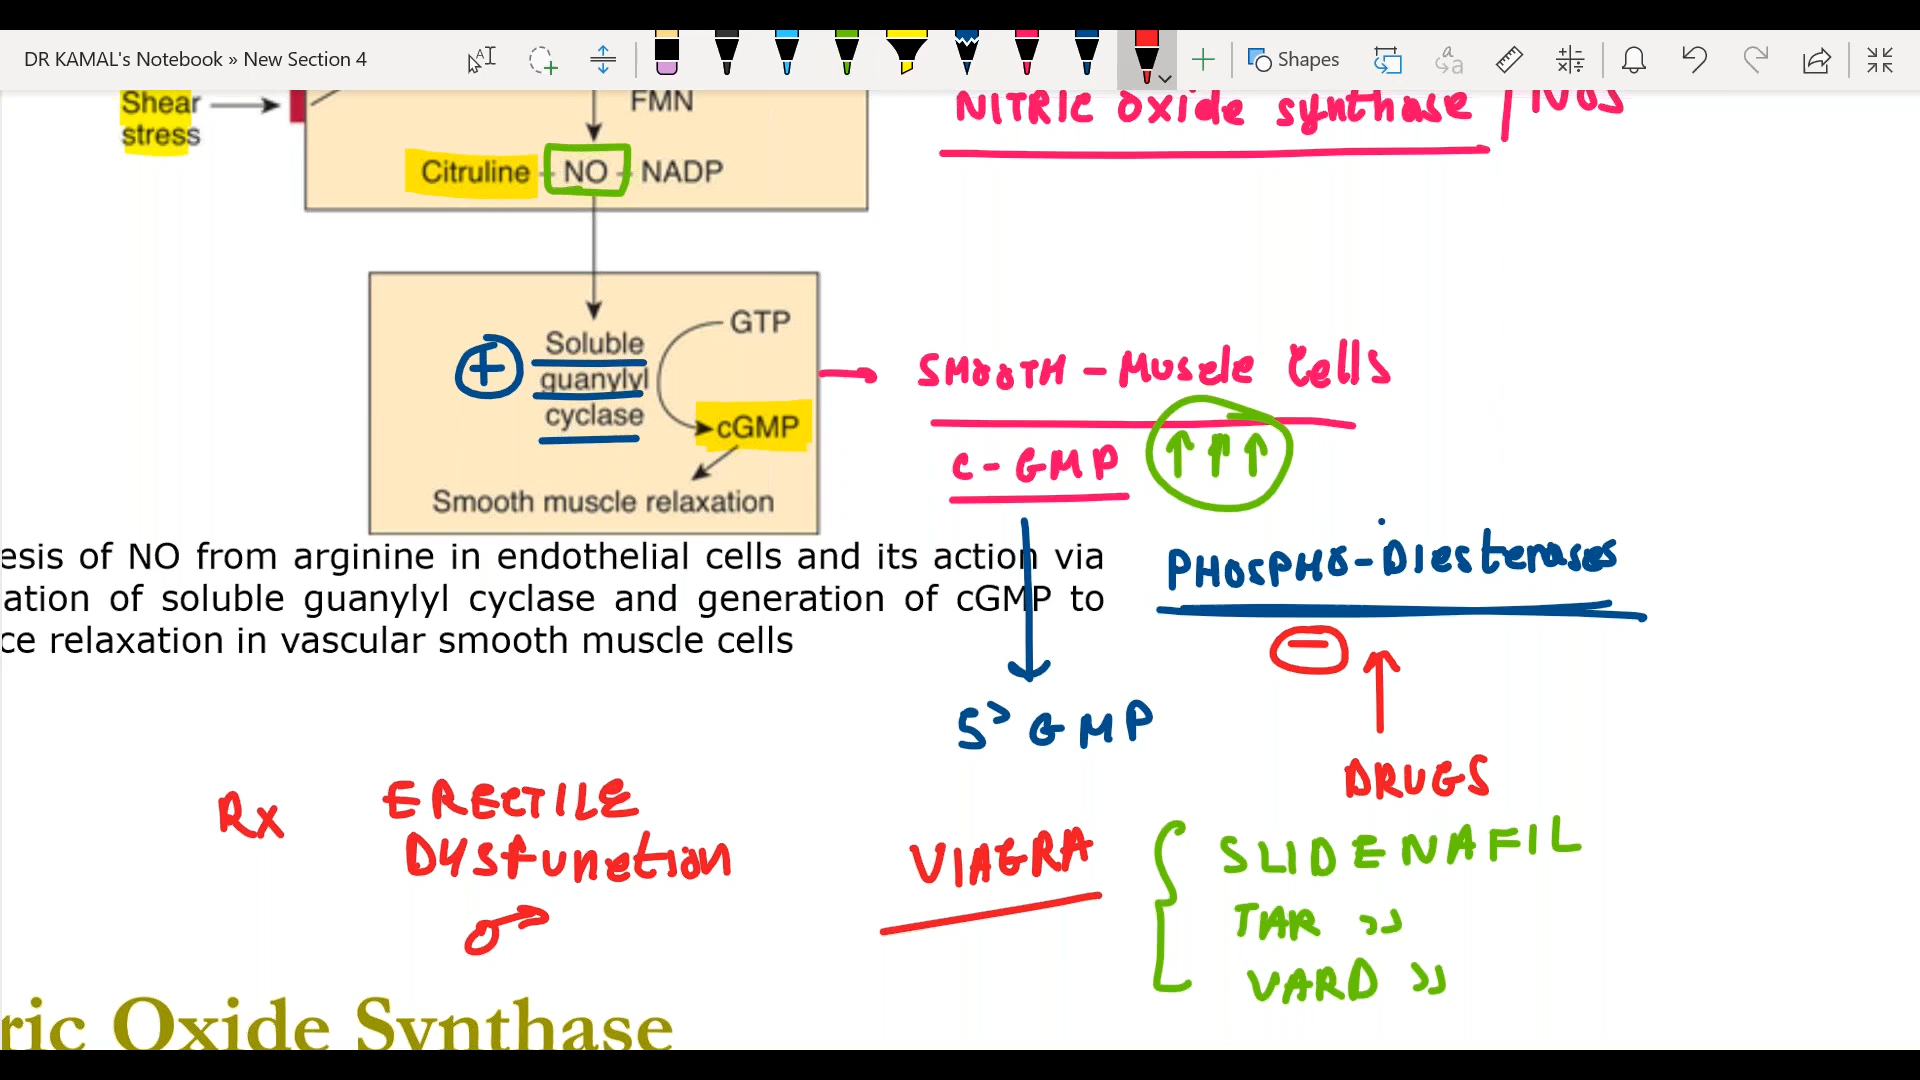 DR KAMAL's Notebook » New Section 4
Shapes
Shear
stress
FMN
NITRIC Oxide synthase / NOS
Citruline NO NADP
Soluble
guanylyl
cyclase
GTP
cGMP
Smooth muscle relaxation
SMOOTH - Muscle Cells
C-GMP ↑↑↑
esis of NO from arginine in endothelial cells and its action via
ation of soluble guanylyl cyclase and generation of cGMP to
ce relaxation in vascular smooth muscle cells
PHOSPHO-Diesterases
5' GMP
DRUGS
Rx ERECTILE
Dysfunction
VIAGRA
SLIDENAFIL
TAR 〃
VARD 〃
ric Oxide Synthase